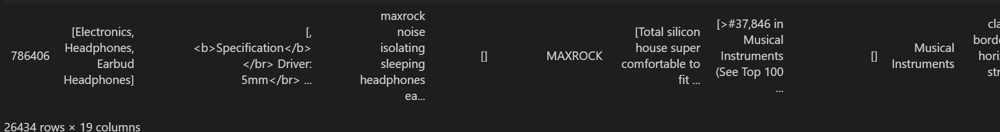 786406
[Electronics,
Headphones,
Earbud
Headphones]
[,
<b>Specification</b>
</br> Driver:
5mm</br> ...
maxrock
noise
isolating
sleeping
headphones
ea...
[]
MAXROCK
[Total silicon
house super
comfortable to
fit ...
[>#37,846 in
Musical
Instruments
(See Top 100
...
[]
Musical
Instruments
26434 rows × 19 columns